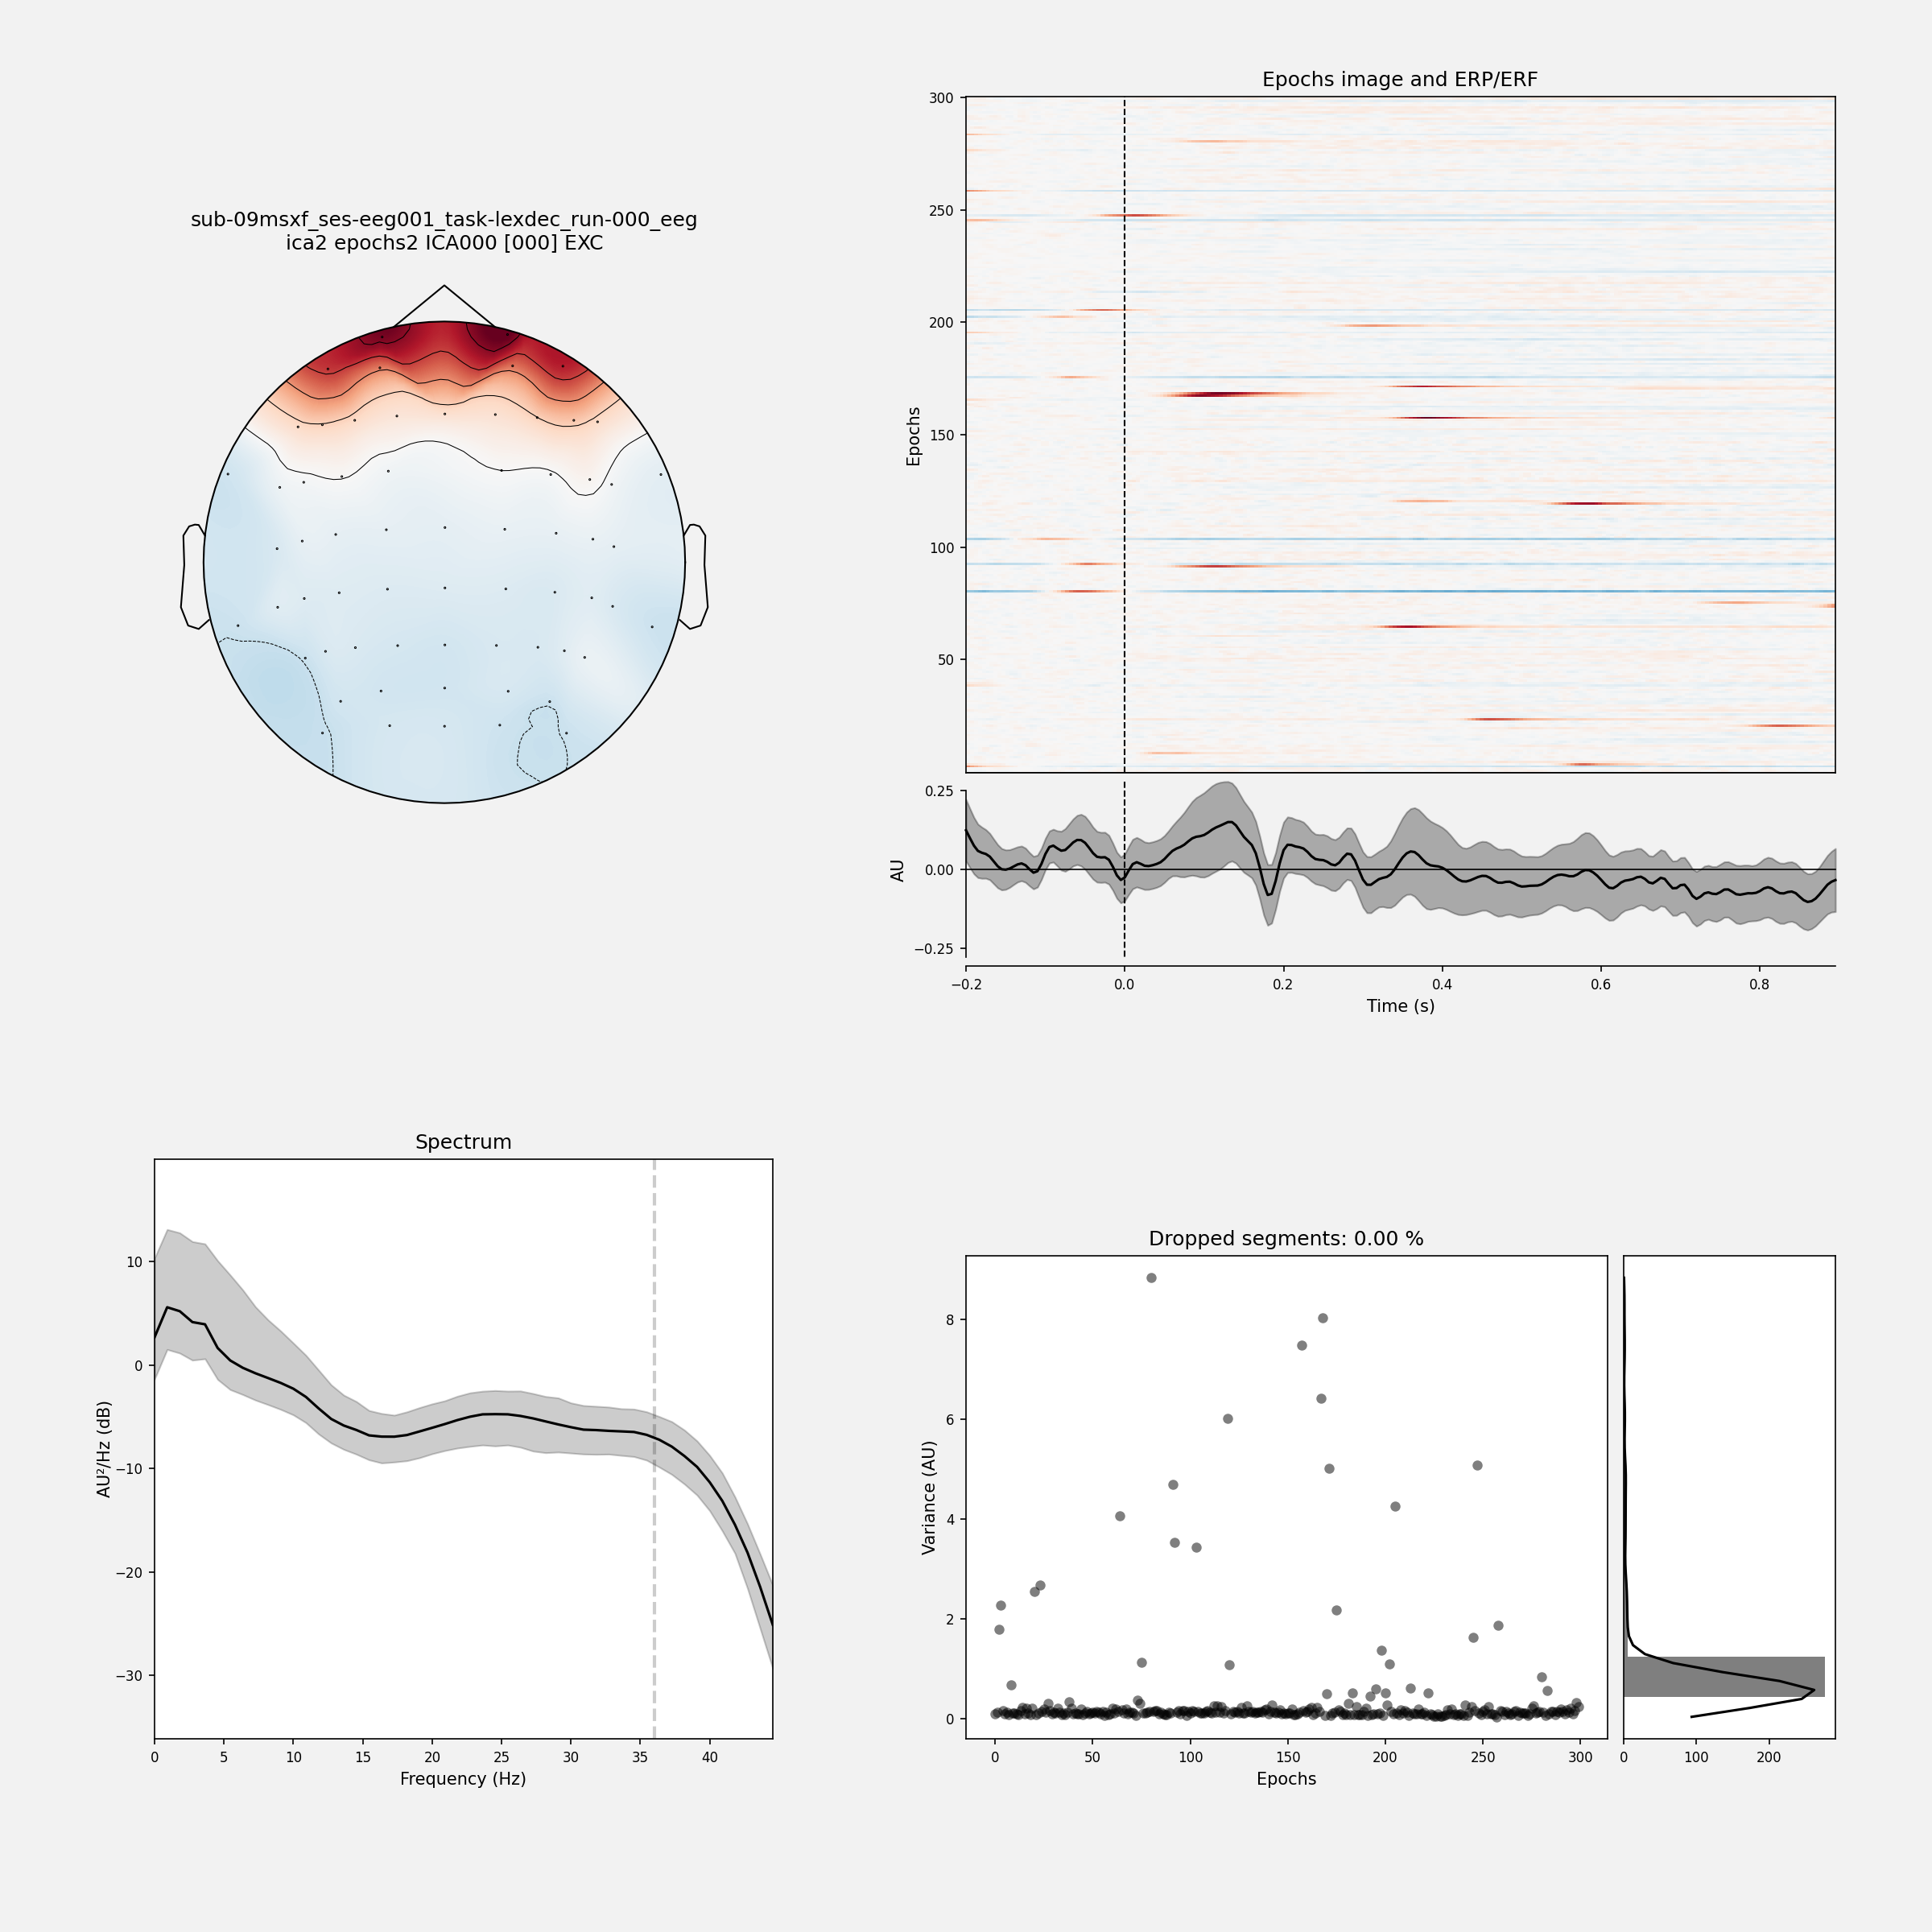 Epochs image and ERP/ERF
sub-09msxf_ses-eeg001_task-lexdec_run-000_eeg
ica2 epochs2 ICA000 [000] EXC
300
250
200
150
100
50
Epochs
0.25
0.00
−0.25
AU
−0.2 0.0 0.2 0.4 0.6 0.8
Time (s)
Spectrum
10
0
−10
−20
−30
AU²/Hz (dB)
0 5 10 15 20 25 30 35 40
Frequency (Hz)
Dropped segments: 0.00 %
8
6
4
2
0
Variance (AU)
0 50 100 150 200 250 300
Epochs
0 100 200